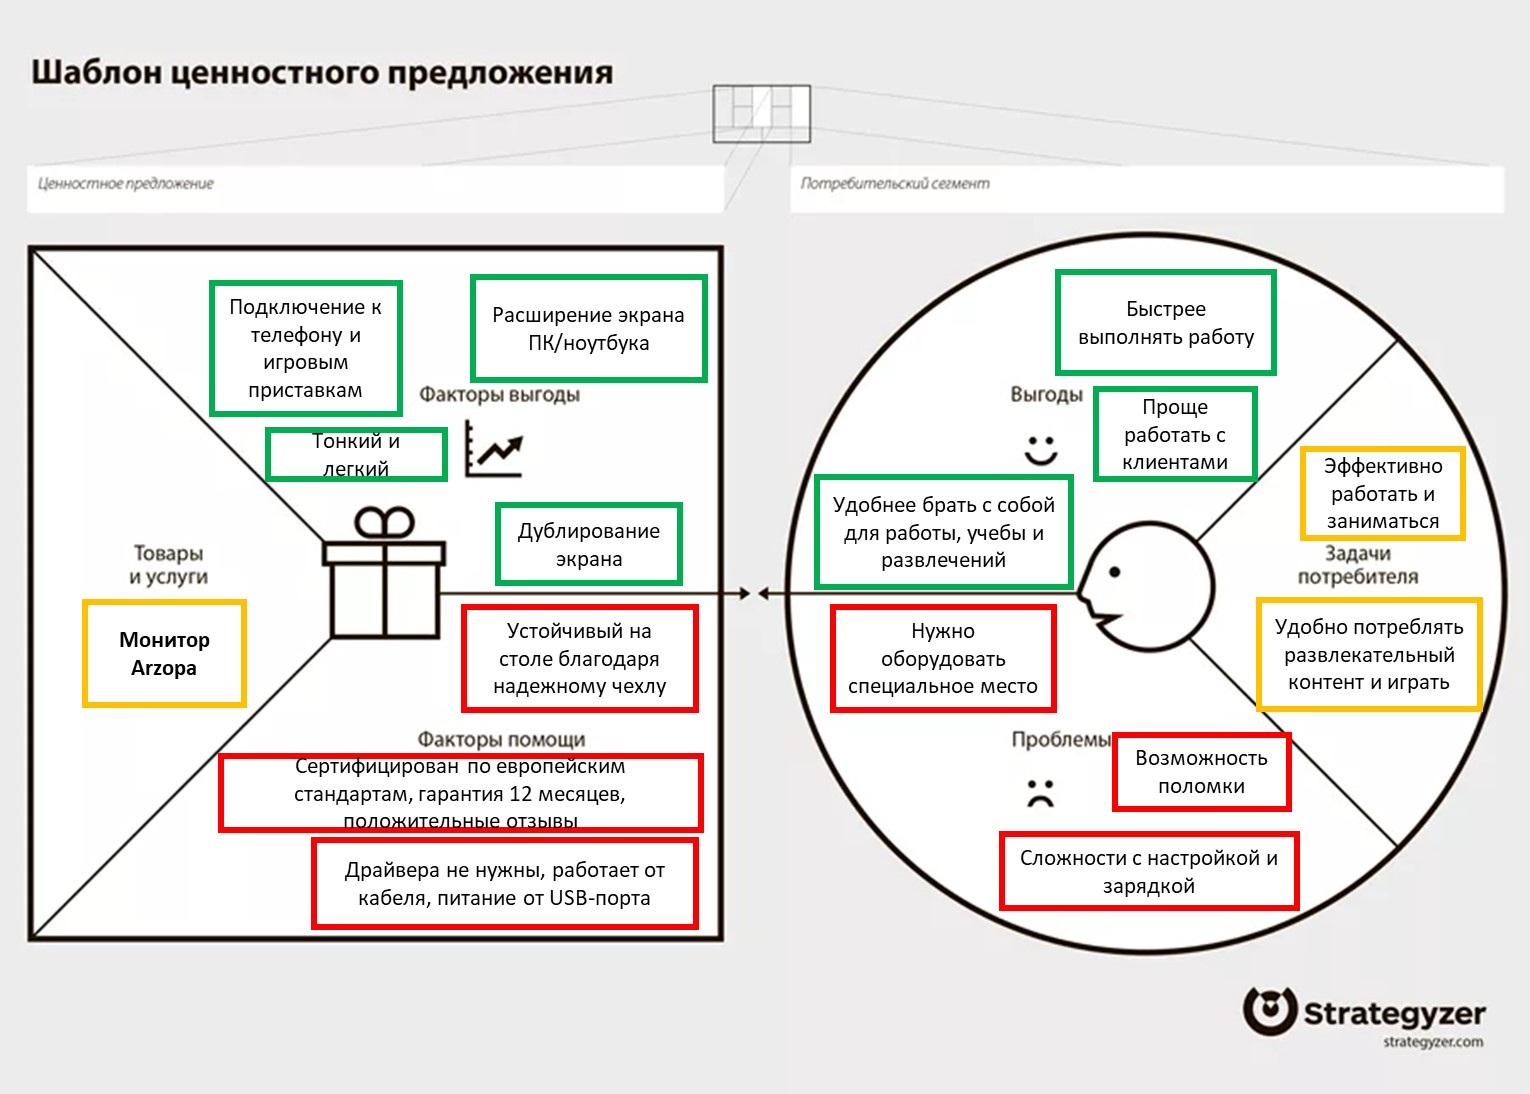 Шаблон ценностного предложения
Ценностное предложение
Потребительский сегмент
Подключение к
телефону и
игровым
приставкам
Расширение экрана
ПК/ноутбука
Факторы выгоды
Тонкий и
легкий
Дублирование
экрана
Товары
и услуги
Монитор
Arzopa
Устойчивый на
столе благодаря
надежному чехлу
Факторы помощи
Сертифицирован по европейским
стандартам, гарантия 12 месяцев,
положительные отзывы
Драйвера не нужны, работает от
кабеля, питание от USB-порта
Быстрее
выполнять работу
Выгоды
Проще
работать с
клиентами
Удобнее брать с собой
для работы, учебы и
развлечений
Эффективно
работать и
заниматься
Задачи
потребителя
Удобно потреблять
развлекательный
контент и играть
Нужно
оборудовать
специальное место
Проблемы
Возможность
поломки
Сложности с настройкой и
зарядкой
Strategyzer
strategyzer.com